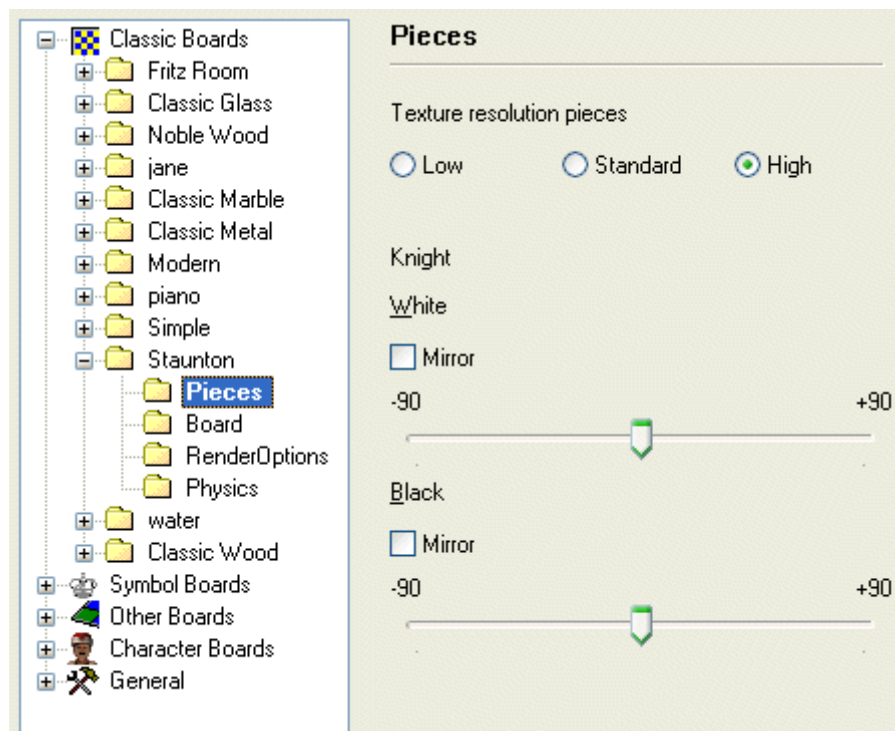 Classic Boards
Fritz Room
Classic Glass
Noble Wood
jane
Classic Marble
Classic Metal
Modern
piano
Simple
Staunton
Pieces
Board
RenderOptions
Physics
water
Classic Wood
Symbol Boards
Other Boards
Character Boards
General
Pieces
Texture resolution pieces
Low Standard High
Knight
White
Mirror
-90 +90
Black
Mirror
-90 +90